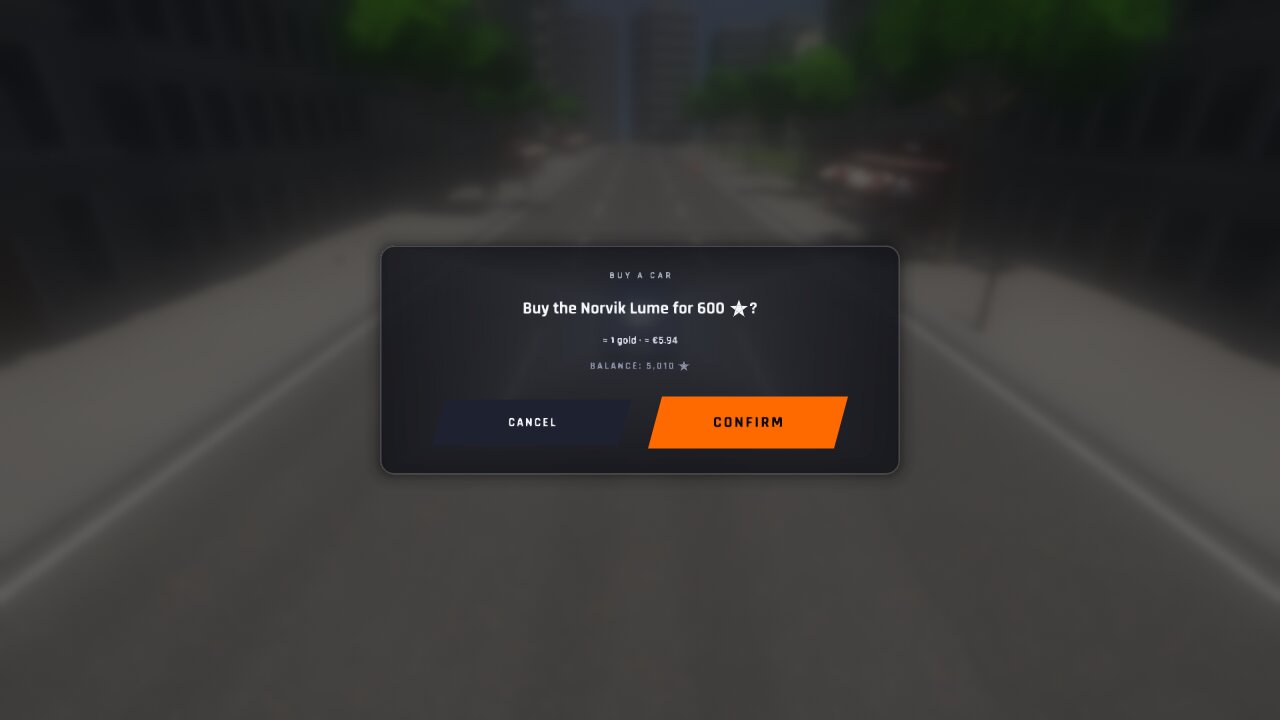 BUY A CAR
Buy the Norvik Lume for 600 ★?
≈ 1 gold · ≈ €5.94
BALANCE: 5,010 ★
CANCEL
CONFIRM